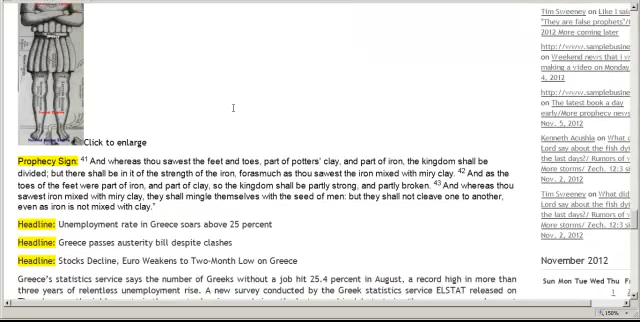 Click to enlarge
Prophecy Sign: 41 And whereas thou sawest the feet and toes, part of potters' clay, and part of iron, the kingdom shall be
divided; but there shall be in it of the strength of the iron, forasmuch as thou sawest the iron mixed with miry clay. 42 And as the
toes of the feet were part of iron, and part of clay, so the kingdom shall be partly strong, and partly broken. 43 And whereas thou
sawest iron mixed with miry clay, they shall mingle themselves with the seed of men: but they shall not cleave one to another,
even as iron is not mixed with clay."
Headline: Unemployment rate in Greece soars above 25 percent
Headline: Greece passes austerity bill despite clashes
Headline: Stocks Decline, Euro Weakens to Two-Month Low on Greece
Greece's statistics service says the number of Greeks without a job hit 25.4 percent in August, a record high in more than
three years of relentless unemployment rise. A new survey conducted by the Greek statistics service ELSTAT released on
Tim Sweeney on Like I sai
"They are false prophets"/
2012 More coming later
http://www.samplebusine
on Weekend news that I w
making a video on Monday
4, 2012
http://www.samplebusine
on The latest book a day
early/More prophecy news
Nov. 5, 2012
Kenneth Acushla on What d
Lord say about the fish dyi
the last days?/ Rumors of w
More storms/ Zech. 12:3 si
Nov. 2, 2012
Tim Sweeney on What did
Lord say about the fish dyi
the last days?/ Rumors of w
More storms/ Zech. 12:3 si
Nov. 2, 2012
November 2012
Sun Mon Tue Wed Thu Fr
1
150%